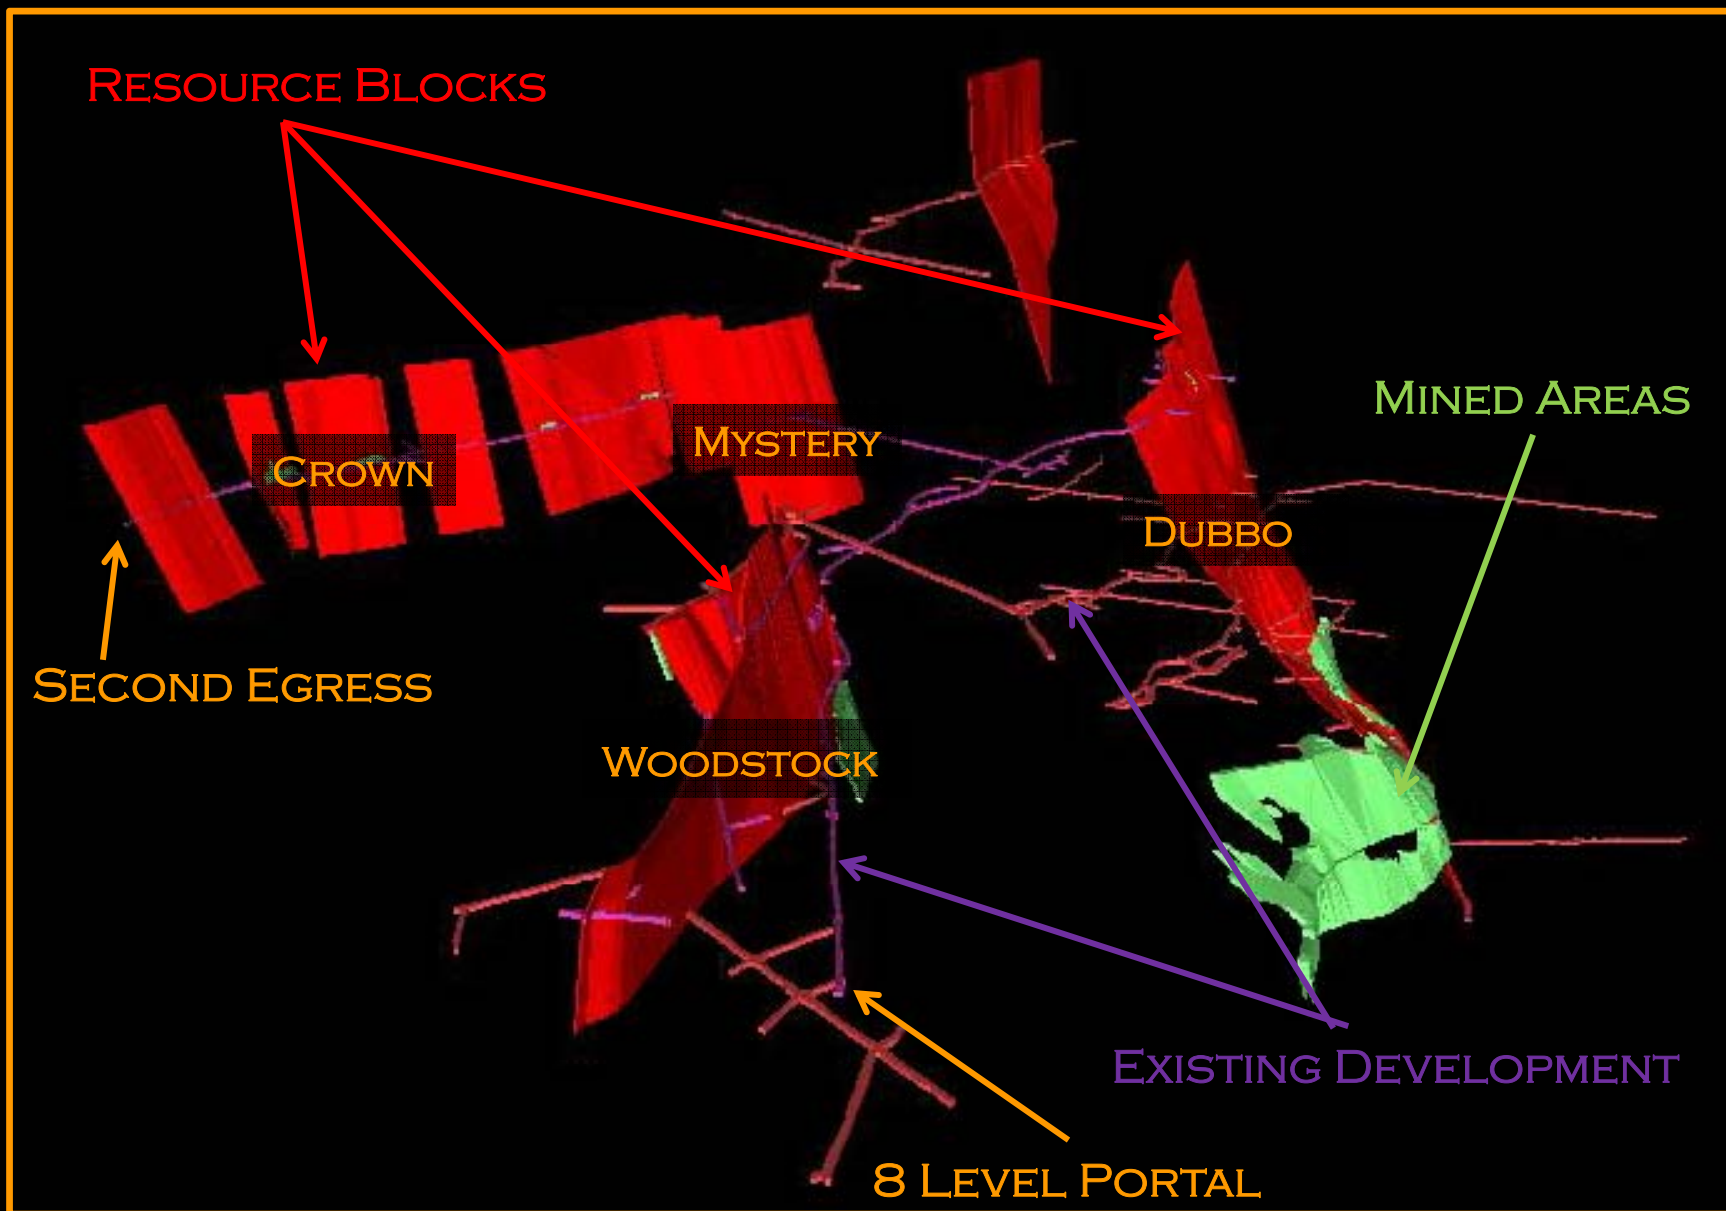 RESOURCE BLOCKS
MINED AREAS
MYSTERY
CROWN
DUBBO
SECOND EGRESS
WOODSTOCK
EXISTING DEVELOPMENT
8 LEVEL PORTAL